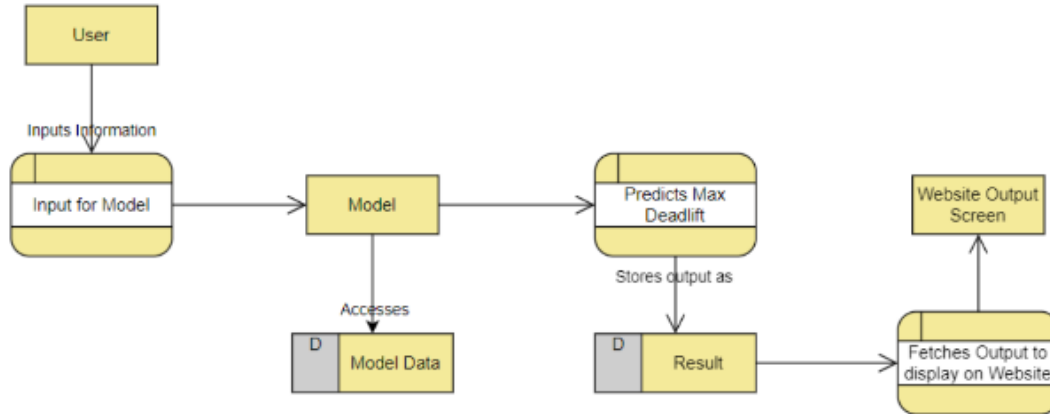 User
Inputs Information
Input for Model
Model
Predicts Max
Deadlift
Website Output
Screen
Accesses
Stores output as
D
Model Data
D
Result
Fetches Output to
display on Website